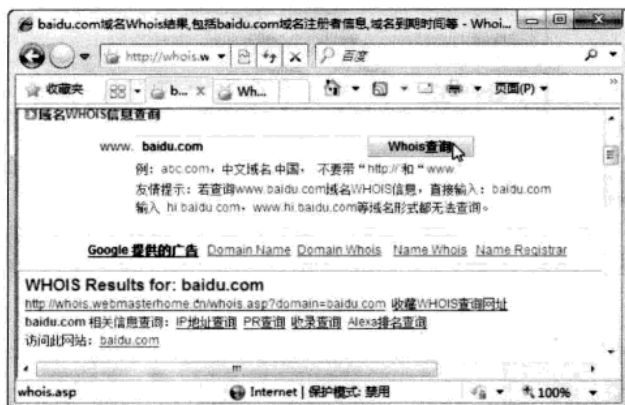 baidu.com域名Whois结果,包括baidu.com域名注册者信息,域名到期时间等 - Whoi...
http://whois.w
百度
收藏夹
b...
Wh...
页面(P)
域名WHOIS信息查询
www. baidu.com Whois查询
例：abc.com，中文域名.中国， 不要带“http://”和“www
友情提示：若查询www.baidu.com域名WHOIS信息，直接输入：baidu.com
输入 hi.baidu.com，www.hi.baidu.com等域名形式都无法查询。
Google 提供的广告 Domain Name Domain Whois Name Whois Name Registrar
WHOIS Results for: baidu.com
http://whois.webmasterhome.cn/whois.asp?domain=baidu.com 收藏WHOIS查询网址
baidu.com 相关信息查询：IP地址查询 PR查询 收录查询 Alexa排名查询
访问此网站：baidu.com
whois.asp Internet | 保护模式: 禁用 100%